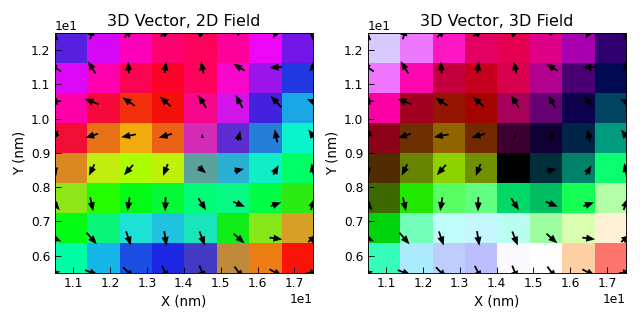 3D Vector, 2D Field
3D Vector, 3D Field
1e1
1e1
1.2
1.1
1.0
0.9
0.8
0.7
0.6
Y (nm)
1.2
1.1
1.0
0.9
0.8
0.7
0.6
Y (nm)
1.1 1.2 1.3 1.4 1.5 1.6 1.7
1.1 1.2 1.3 1.4 1.5 1.6 1.7
X (nm)
1e1
X (nm)
1e1